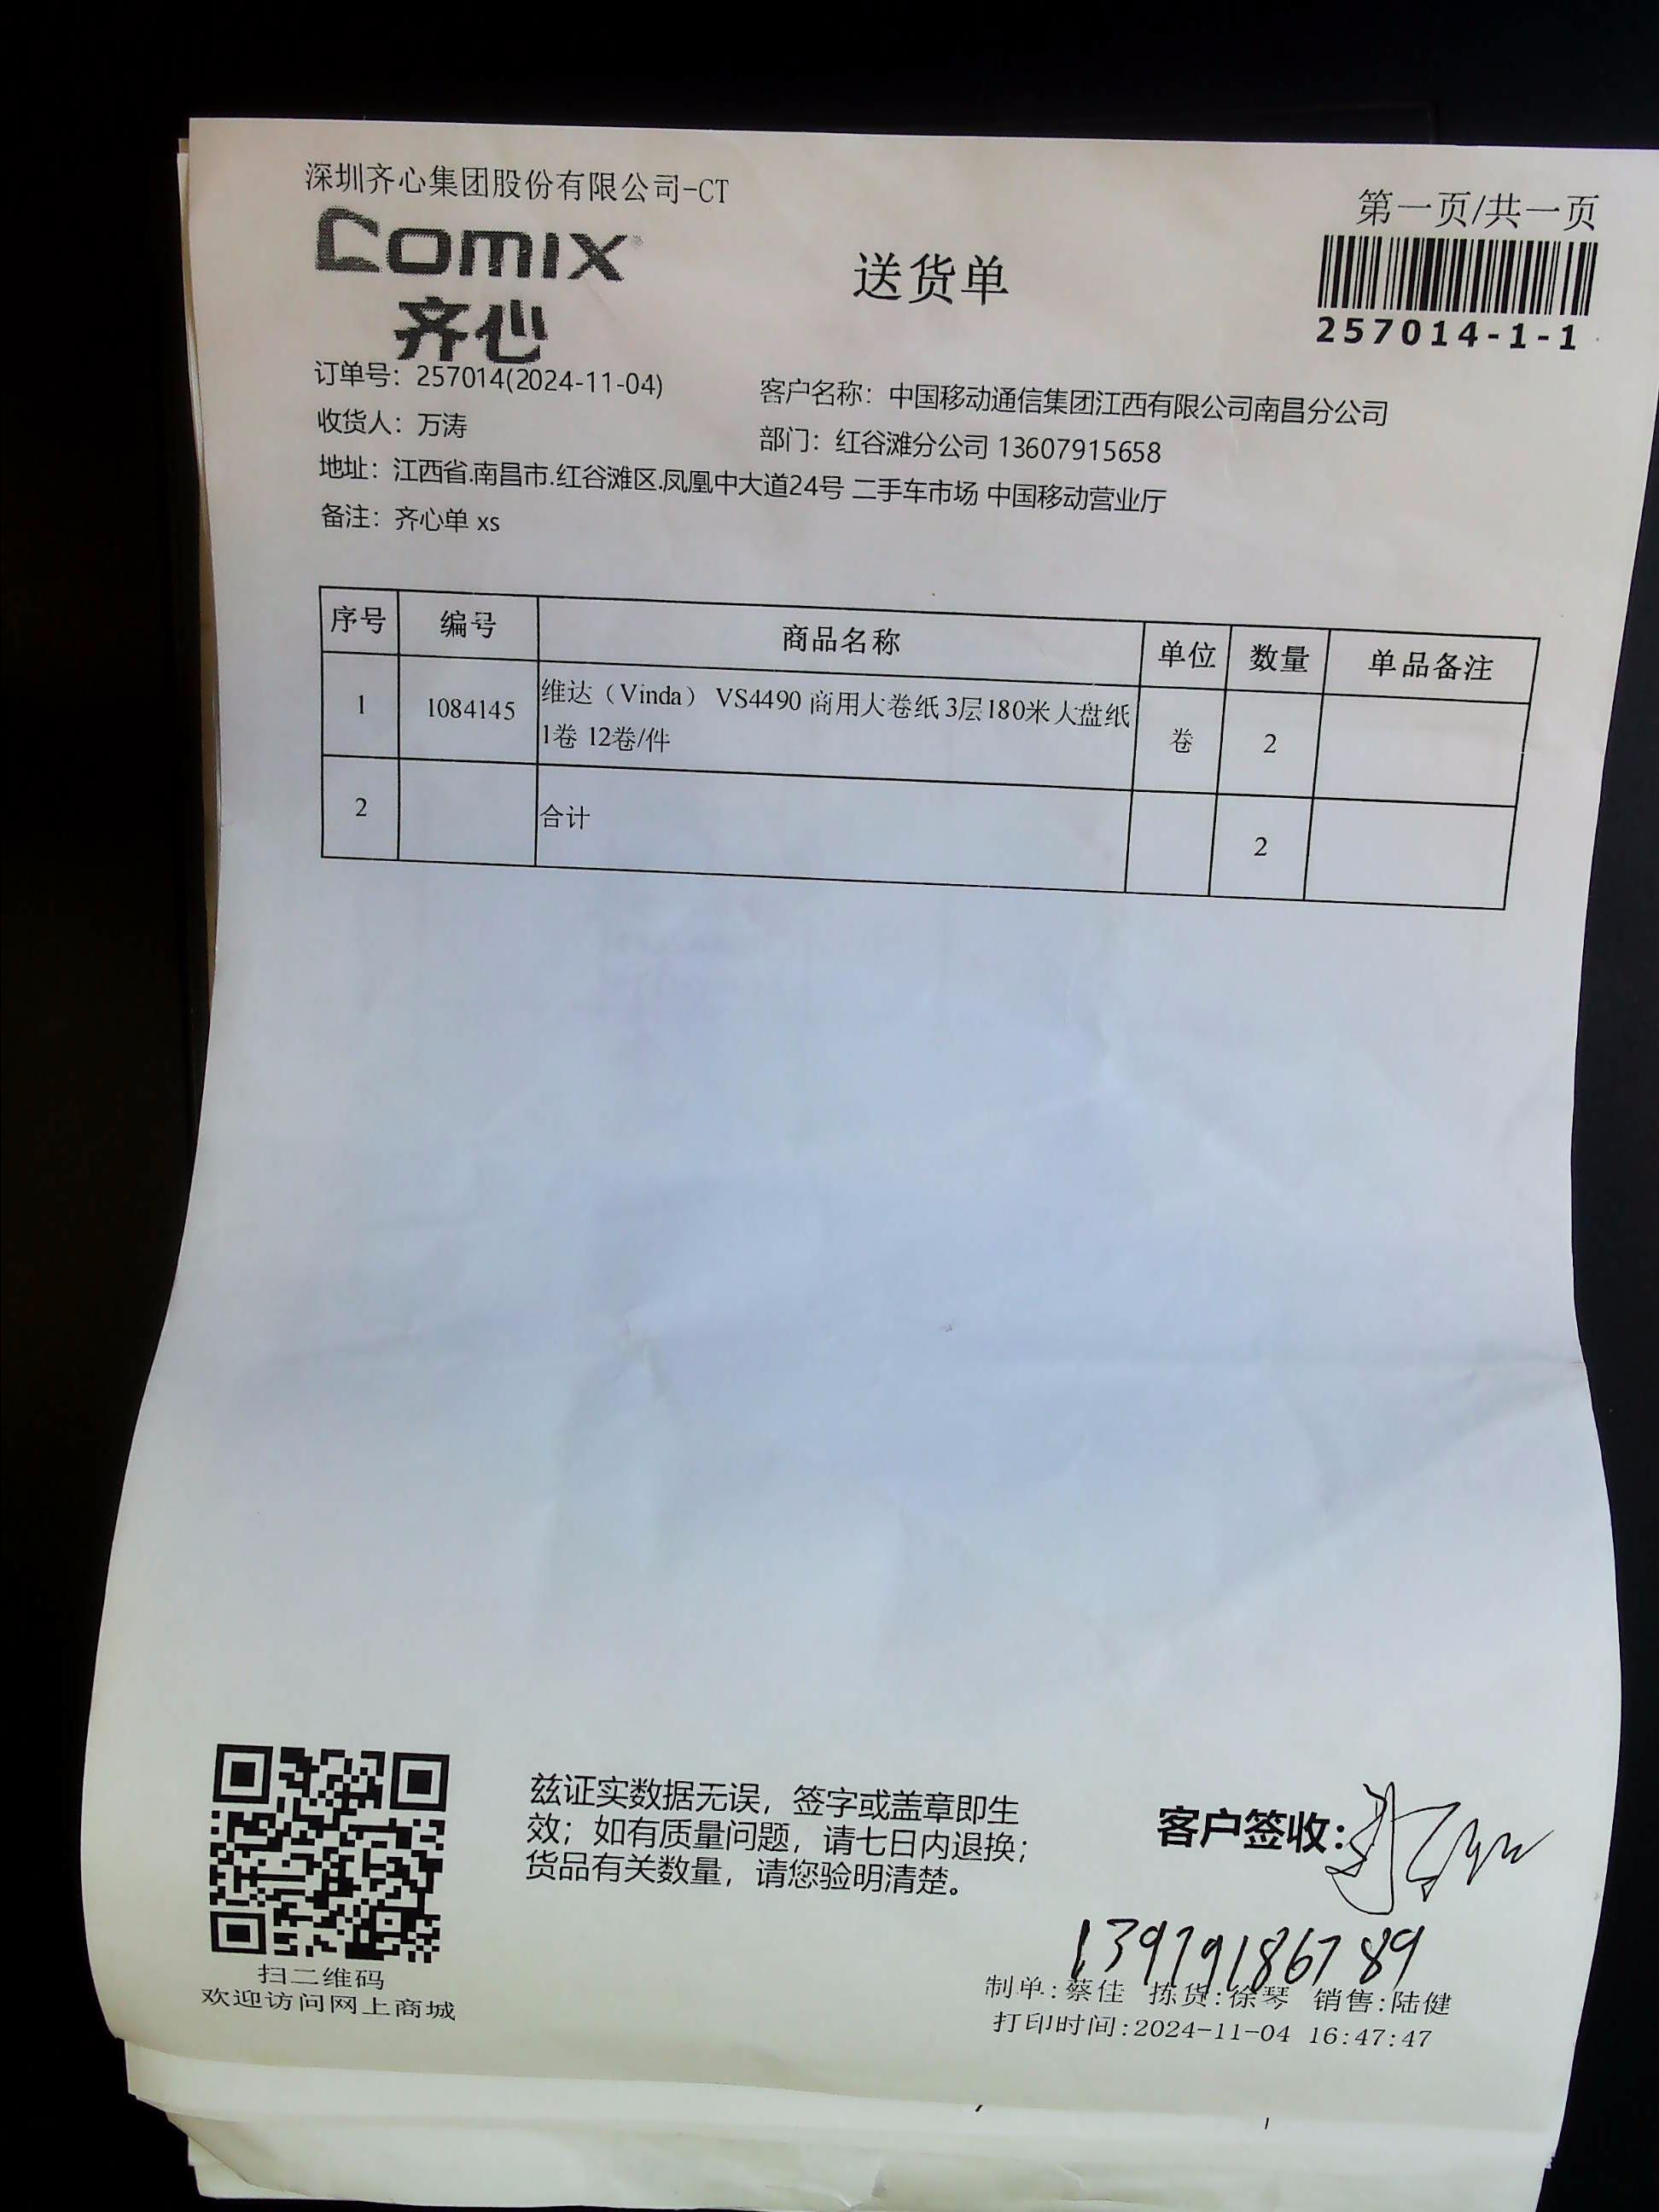 深圳齐心集团股份有限公司-CT
第一页/共一页
Comix
齐心
送货单
257014-1-1
订单号：257014(2024-11-04)
客户名称：中国移动通信集团江西有限公司南昌分公司
收货人：万涛
部门：红谷滩分公司 13607915658
地址：江西省.南昌市.红谷滩区.凤凰中大道24号 二手车市场 中国移动营业厅
备注：齐心单 xs
序号 编号 商品名称 单位 数量 单品备注
1 1084145 维达（Vinda） VS4490 商用大卷纸 3层180米大盘纸 卷 2
1卷 12卷/件
2 合计 2
兹证实数据无误，签字或盖章即生
效；如有质量问题，请七日内退换；
货品有关数量，请您验明清楚。
客户签收：
13979186789
扫二维码
欢迎访问网上商城
制单:蔡佳 拣货:徐琴 销售:陆健
打印时间:2024-11-04 16:47:47